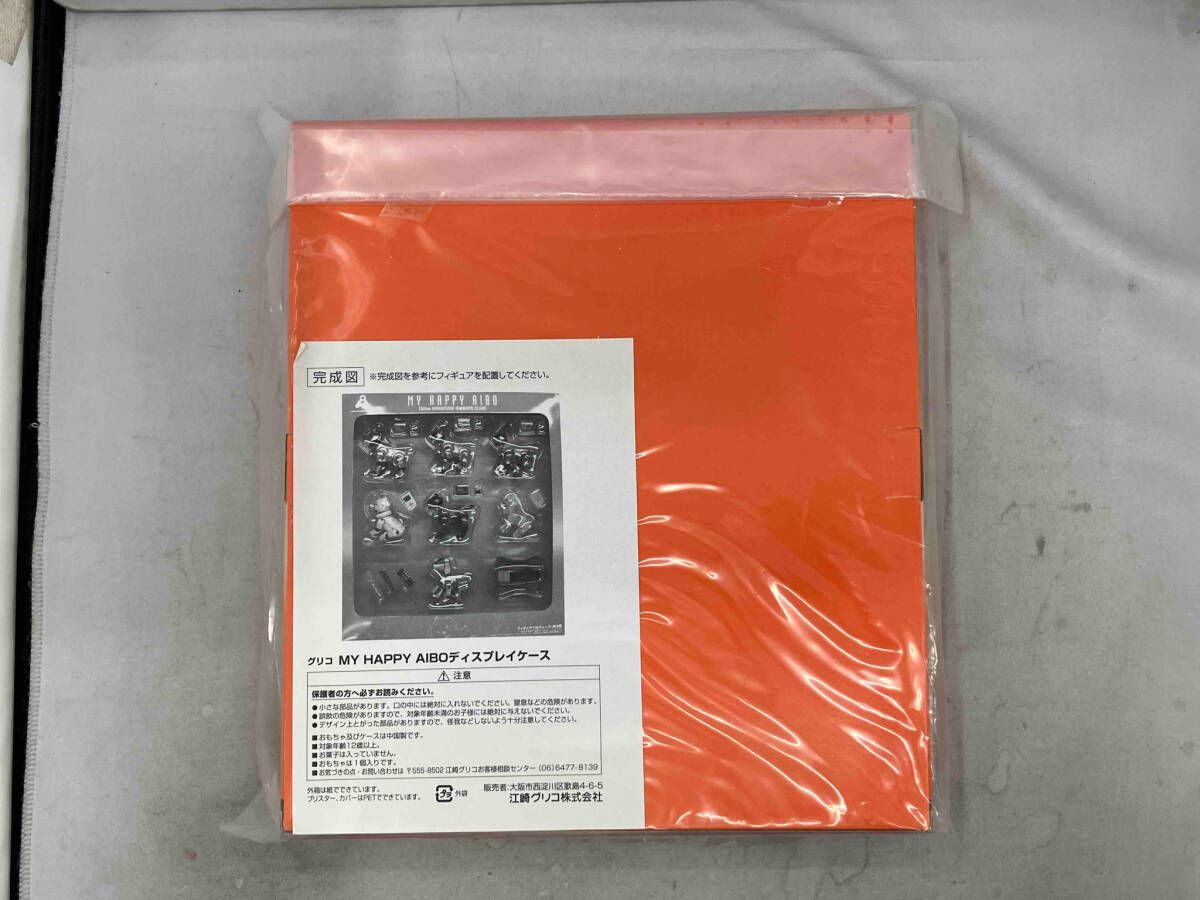 完成図 ※完成図を参考にフィギュアを配置してください。
MY HAPPY AIBO
グリコ MY HAPPY AIBOディスプレイケース
⚠ 注意
保護者の方へ必ずお読みください。
●小さな部品があります。口の中には絶対に入れないでください。窒息などの危険があります。
●誤飲の危険がありますので、対象年齢未満のお子様には絶対に与えないでください。
●デザイン上とがった部品がありますので、怪我などしないよう十分注意してください。
■おもちゃ及びケースは中国製です。
■対象年齢12歳以上。
■お菓子は入っていません。
■おもちゃは1個入りです。
■お気づきの点・お問い合わせは 〒555-8502 江崎グリコお客様相談センター (06)6477-8139
外箱は紙でできています。
ブリスター、カバーはPETでできています。
プラ 外袋
販売者:大阪市西淀川区歌島4-6-5
江崎グリコ株式会社